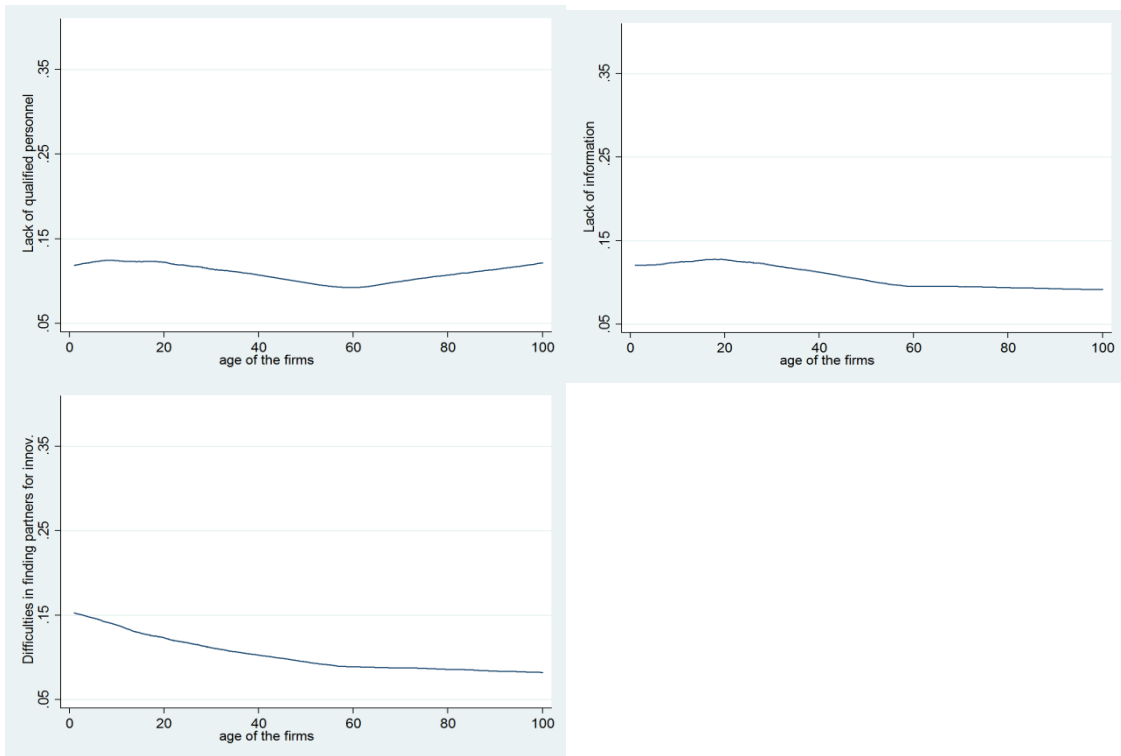 Lack of qualified personnel
.05 .15 .25 .35
0 20 40 60 80 100
age of the firms
Lack of information
.05 .15 .25 .35
0 20 40 60 80 100
age of the firms
Difficulties in finding partners for innov.
.05 .15 .25 .35
0 20 40 60 80 100
age of the firms